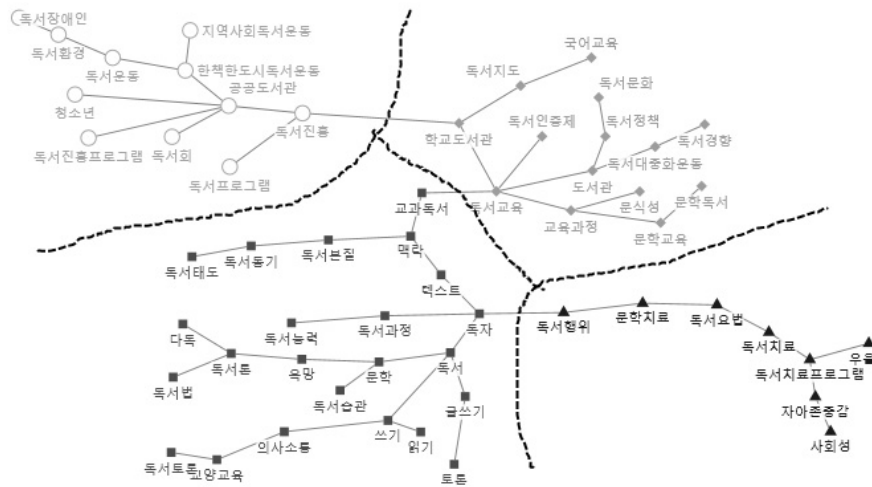 독서장애인
지역사회독서운동
독서환경
독서운동
한책한도시독서운동
공공도서관
청소년
독서진흥
독서진흥프로그램
독서회
독서프로그램
국어교육
독서지도
독서문화
학교도서관
독서인증제
독서정책
독서경향
독서대중화운동
도서관
교과독서
독서교육
문식성
문학독서
교육과정
문학교육
맥락
독서본질
독서동기
독서태도
텍스트
독자
독서과정
독서능력
독서행위
문학치료
독서요법
독서치료
우울
독서치료프로그램
자아존중감
사회성
다독
독서론
욕망
문학
독서
독서법
독서습관
글쓰기
의사소통
쓰기
읽기
독서토론
교양교육
토론